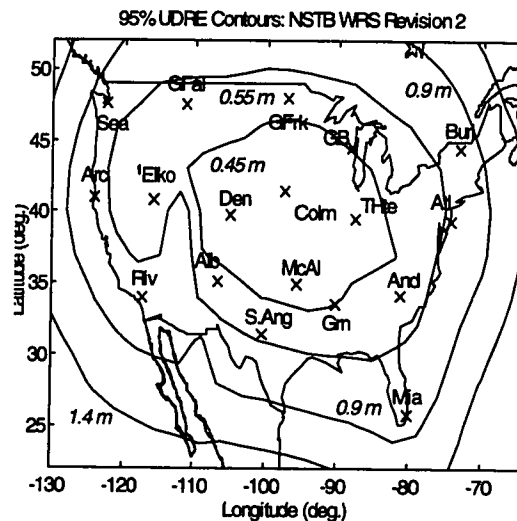 95% UDRE Contours: NSTB WRS Revision 2
50
45
40
35
30
25
Latitude (deg.)
GFal
0.55 m
0.9 m
Sea
GFrk
GB
Bur
0.45 m
Arc
Elko
Den
Colm
THte
Atl
Alb
McAl
Riv
And
S.Ang
Grn
Mia
1.4 m
0.9 m
-130
-120
-110
-100
-90
-80
-70
Longitude (deg.)